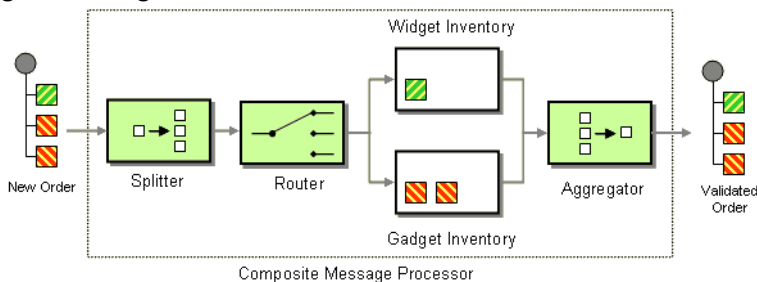 Widget Inventory
New Order
Splitter
Router
Aggregator
Validated
Order
Gadget Inventory
Composite Message Processor